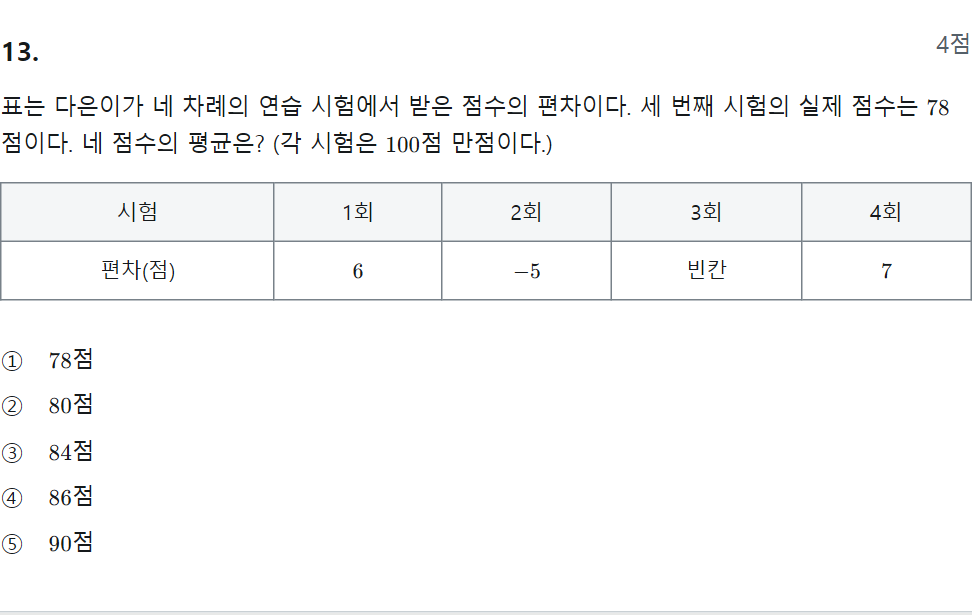 13.
4점
표는 다은이가 네 차례의 연습 시험에서 받은 점수의 편차이다. 세 번째 시험의 실제 점수는 78
점이다. 네 점수의 평균은? (각 시험은 100점 만점이다.)
시험 1회 2회 3회 4회
편차(점) 6 −5 빈칸 7
① 78점
② 80점
③ 84점
④ 86점
⑤ 90점